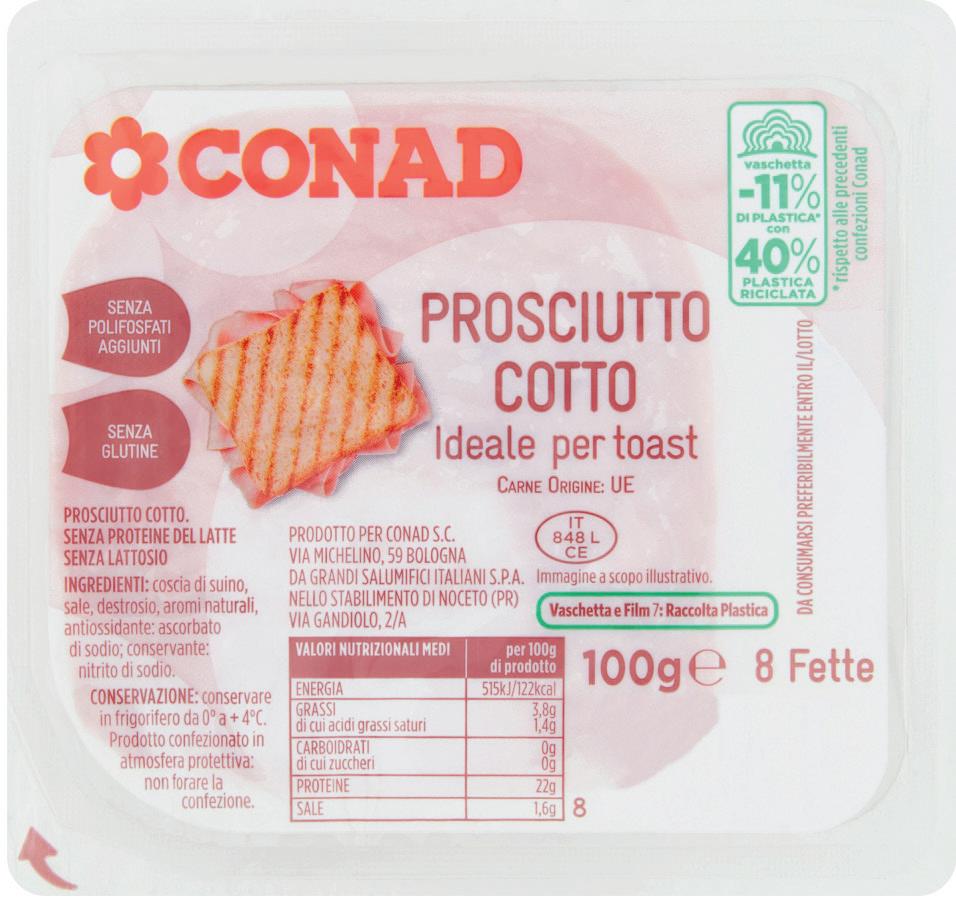 CONAD
vaschetta
-11%
DI PLASTICA*
con
40%
PLASTICA
RICICLATA
*rispetto alle precedenti
confezioni Conad
SENZA
POLIFOSFATI
AGGIUNTI
SENZA
GLUTINE
PROSCIUTTO
COTTO
Ideale per toast
CARNE ORIGINE: UE
DA CONSUMARSI PREFERIBILMENTE ENTRO IL/LOTTO
PROSCIUTTO COTTO.
SENZA PROTEINE DEL LATTE
SENZA LATTOSIO
INGREDIENTI: coscia di suino,
sale, destrosio, aromi naturali,
antiossidante: ascorbato
di sodio; conservante:
nitrito di sodio.
CONSERVAZIONE: conservare
in frigorifero da 0° a + 4°C.
Prodotto confezionato in
atmosfera protettiva:
non forare la
confezione.
PRODOTTO PER CONAD S.C.
VIA MICHELINO, 59 BOLOGNA
DA GRANDI SALUMIFICI ITALIANI S.P.A.
NELLO STABILIMENTO DI NOCETO (PR)
VIA GANDIOLO, 2/A
IT
848 L
CE
Immagine a scopo illustrativo.
Vaschetta e Film 7: Raccolta Plastica
VALORI NUTRIZIONALI MEDI per 100g
di prodotto
ENERGIA 515kJ/122kcal
GRASSI 3,8g
di cui acidi grassi saturi 1,4g
CARBOIDRATI 0g
di cui zuccheri 0g
PROTEINE 22g
SALE 1,6g
8
100g e 8 Fette